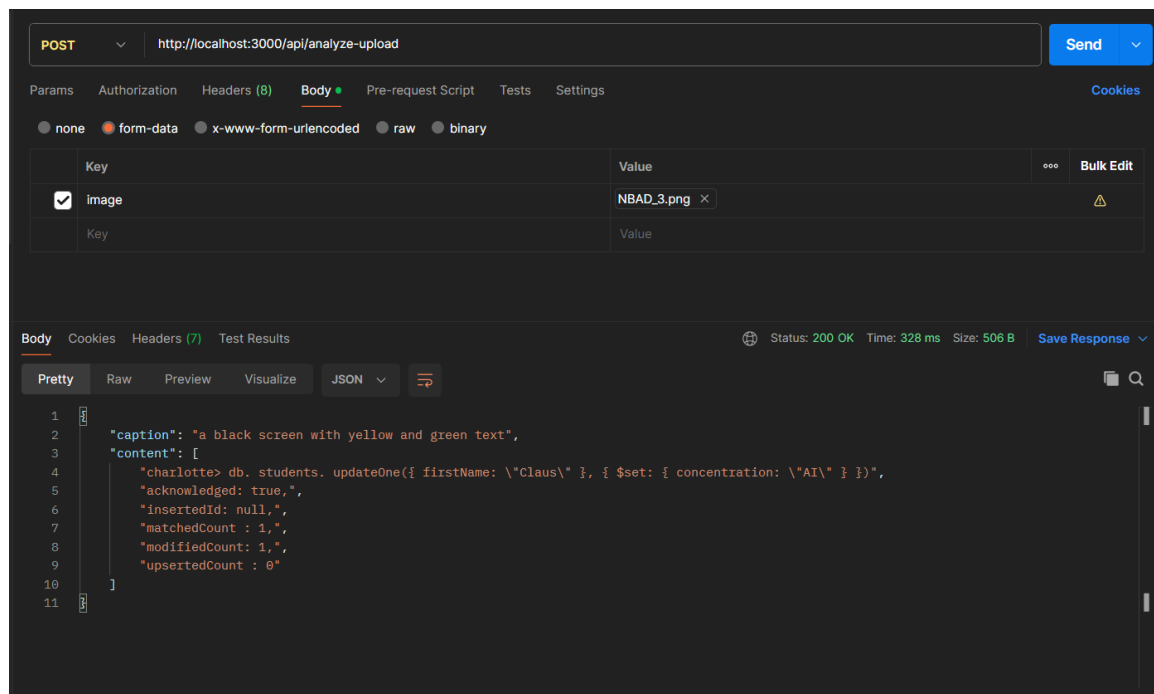 POST http://localhost:3000/api/analyze-upload Send
Params Authorization Headers (8) Body Pre-request Script Tests Settings Cookies
none form-data x-www-form-urlencoded raw binary
Key Value ooo Bulk Edit
image NBAD_3.png ×
Key Value
Body Cookies Headers (7) Test Results Status: 200 OK Time: 328 ms Size: 506 B Save Response
Pretty Raw Preview Visualize JSON
1 {
2 "caption": "a black screen with yellow and green text",
3 "content": [
4 "charlotte> db. students. updateOne({ firstName: \"Claus\" }, { $set: { concentration: \"AI\" } })",
5 "acknowledged: true,",
6 "insertedId: null,",
7 "matchedCount : 1,",
8 "modifiedCount: 1,",
9 "upsertedCount : 0"
10 ]
11 }